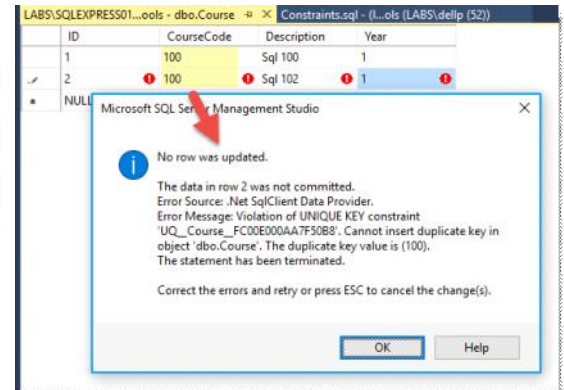 LABS\SQLEXPRESS01...ools - dbo.Course Constraints.sql - (l...ols (LABS\dellp (52))
ID CourseCode Description Year
1 100 Sql 100 1
2 100 Sql 102 1
NULL
Microsoft SQL Server Management Studio
No row was updated.
The data in row 2 was not committed.
Error Source: .Net SqlClient Data Provider.
Error Message: Violation of UNIQUE KEY constraint
'UQ__Course__FC00E000AA7F50B8'. Cannot insert duplicate key in
object 'dbo.Course'. The duplicate key value is (100).
The statement has been terminated.
Correct the errors and retry or press ESC to cancel the change(s).
OK Help